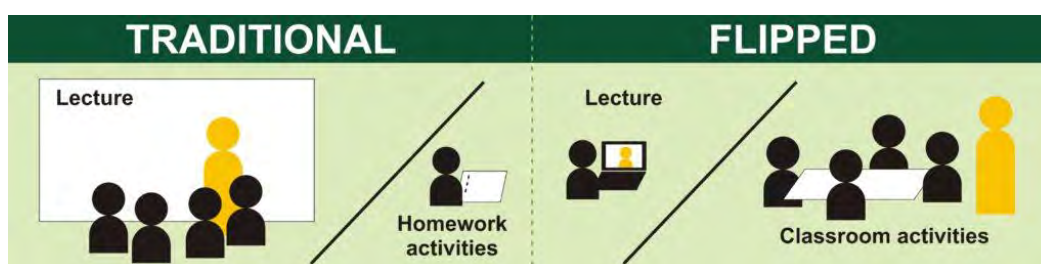 TRADITIONAL
Lecture
Homework
activities
FLIPPED
Lecture
Classroom activities